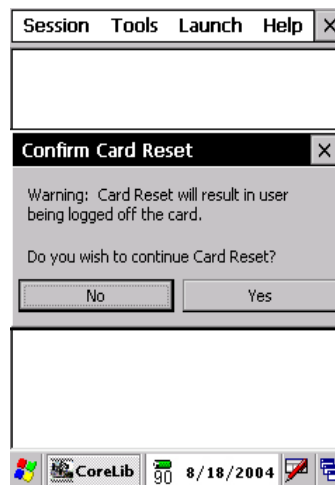 Session Tools Launch Help ×
Confirm Card Reset ×
Warning: Card Reset will result in user
being logged off the card.
Do you wish to continue Card Reset?
No Yes
CoreLib 90 8/18/2004